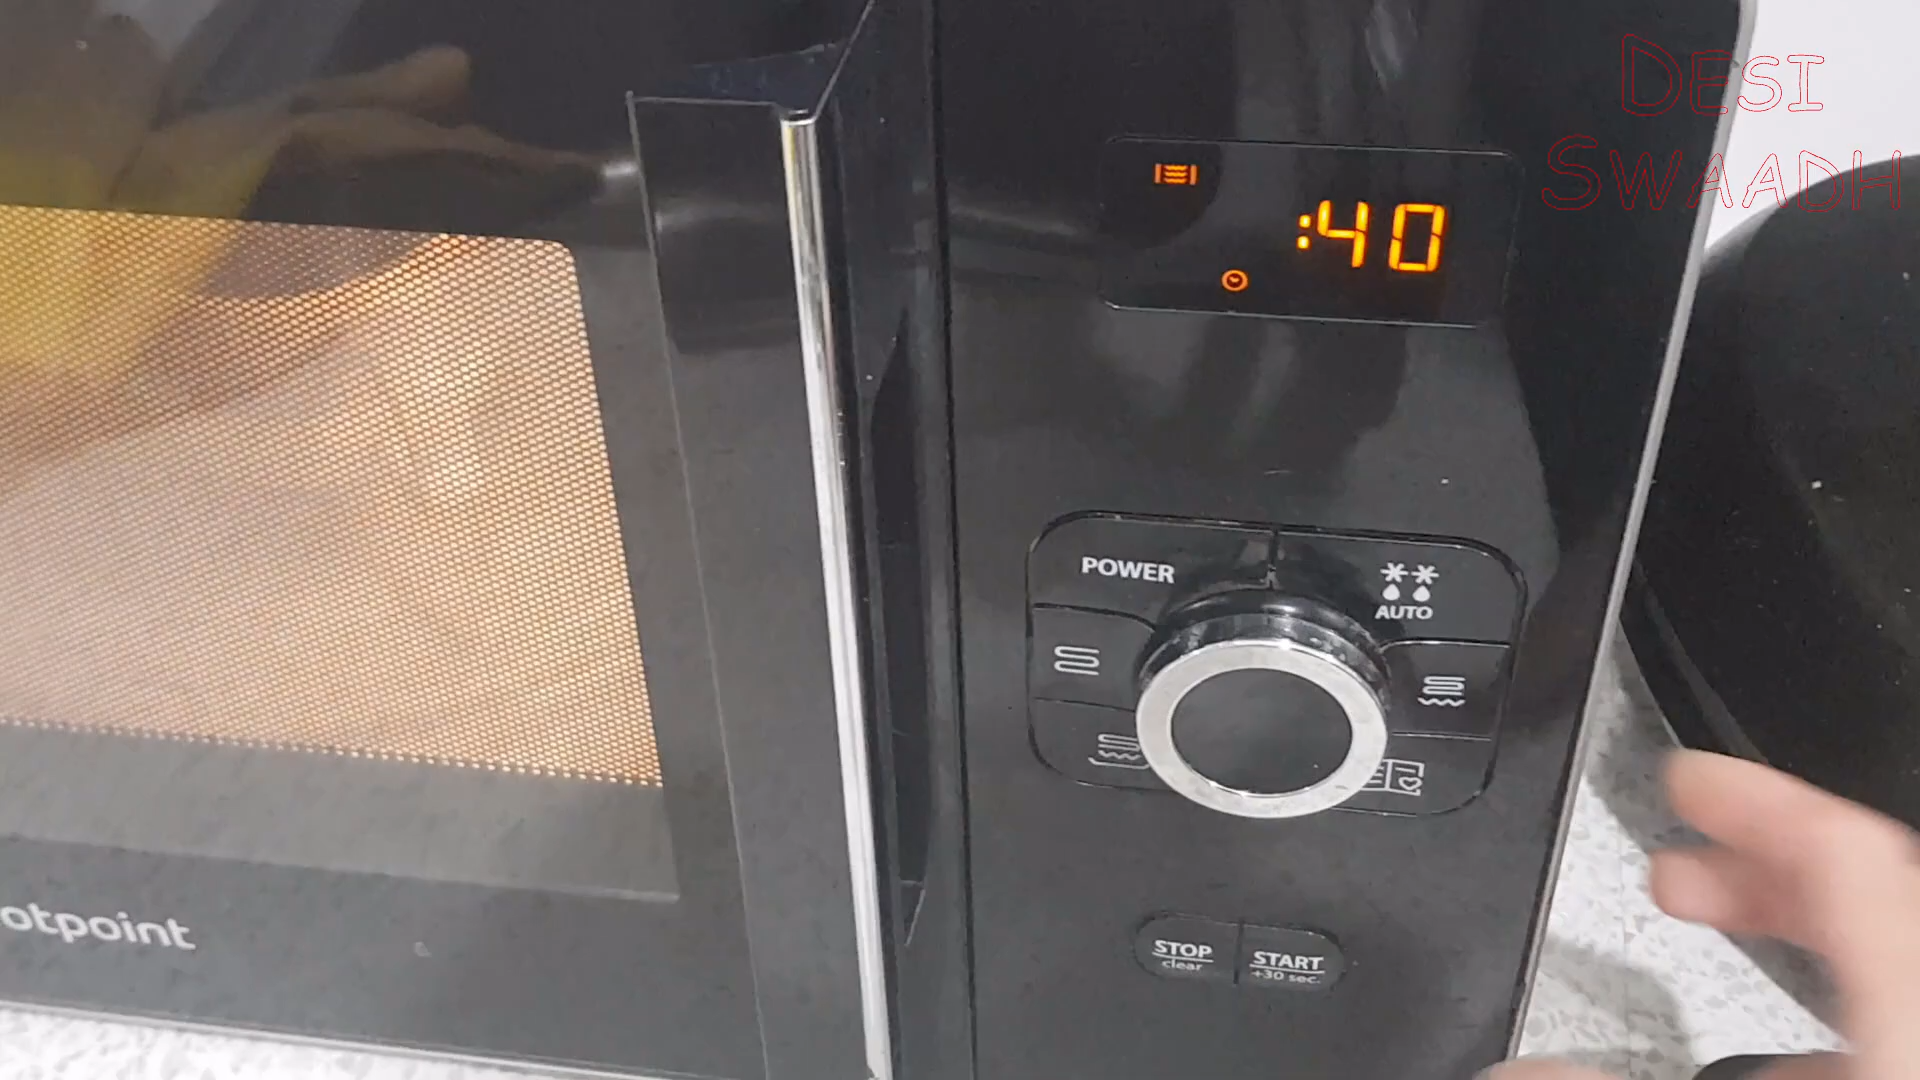 DESI
SWAADH
:40
POWER
AUTO
otpoint
STOP
clear
START
+30 sec.